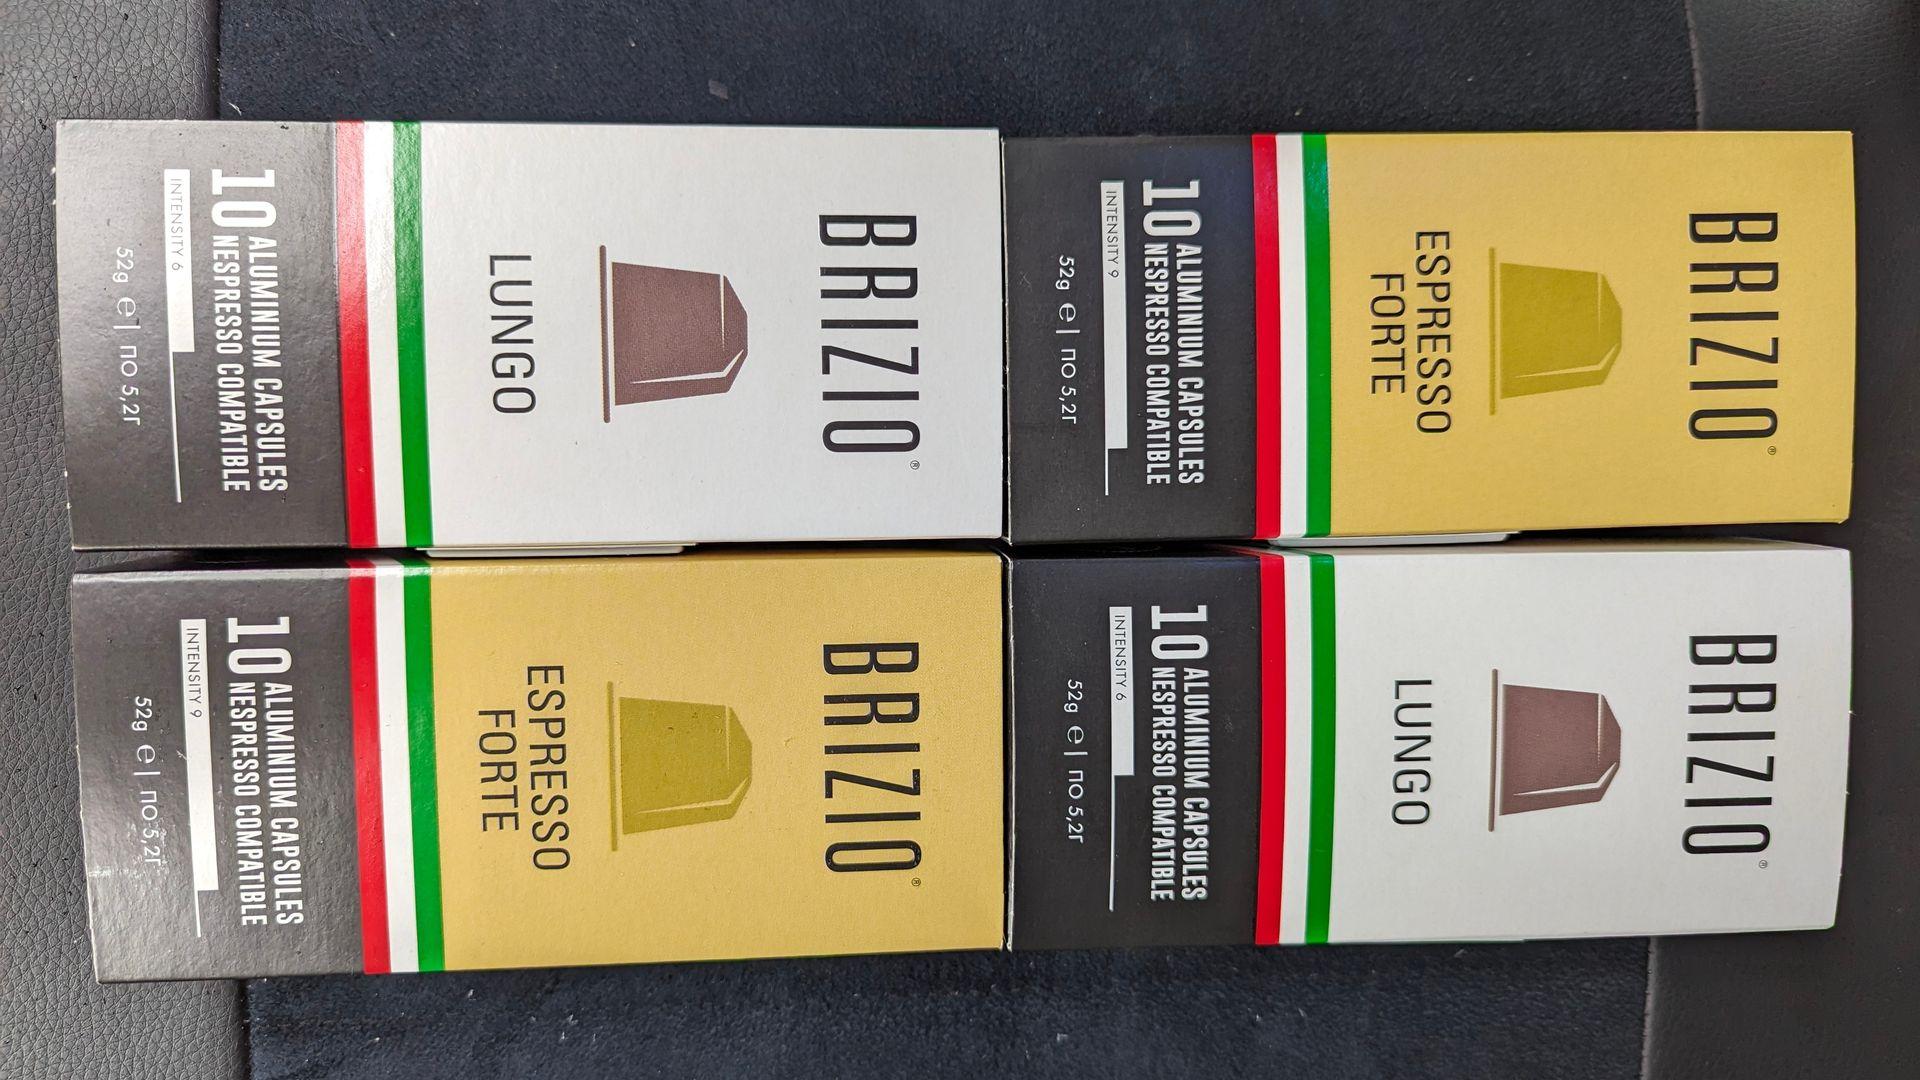 BRIZIO®
ESPRESSO
FORTE
10 ALUMINIUM CAPSULES
NESPRESSO COMPATIBLE
INTENSITY 9
52g ℮ | по 5,2г
BRIZIO®
LUNGO
10 ALUMINIUM CAPSULES
NESPRESSO COMPATIBLE
INTENSITY 6
52g ℮ | по 5,2г
BRIZIO®
LUNGO
10 ALUMINIUM CAPSULES
NESPRESSO COMPATIBLE
INTENSITY 6
52g ℮ | по 5,2г
BRIZIO®
ESPRESSO
FORTE
10 ALUMINIUM CAPSULES
NESPRESSO COMPATIBLE
INTENSITY 9
52g ℮ | по 5,2г